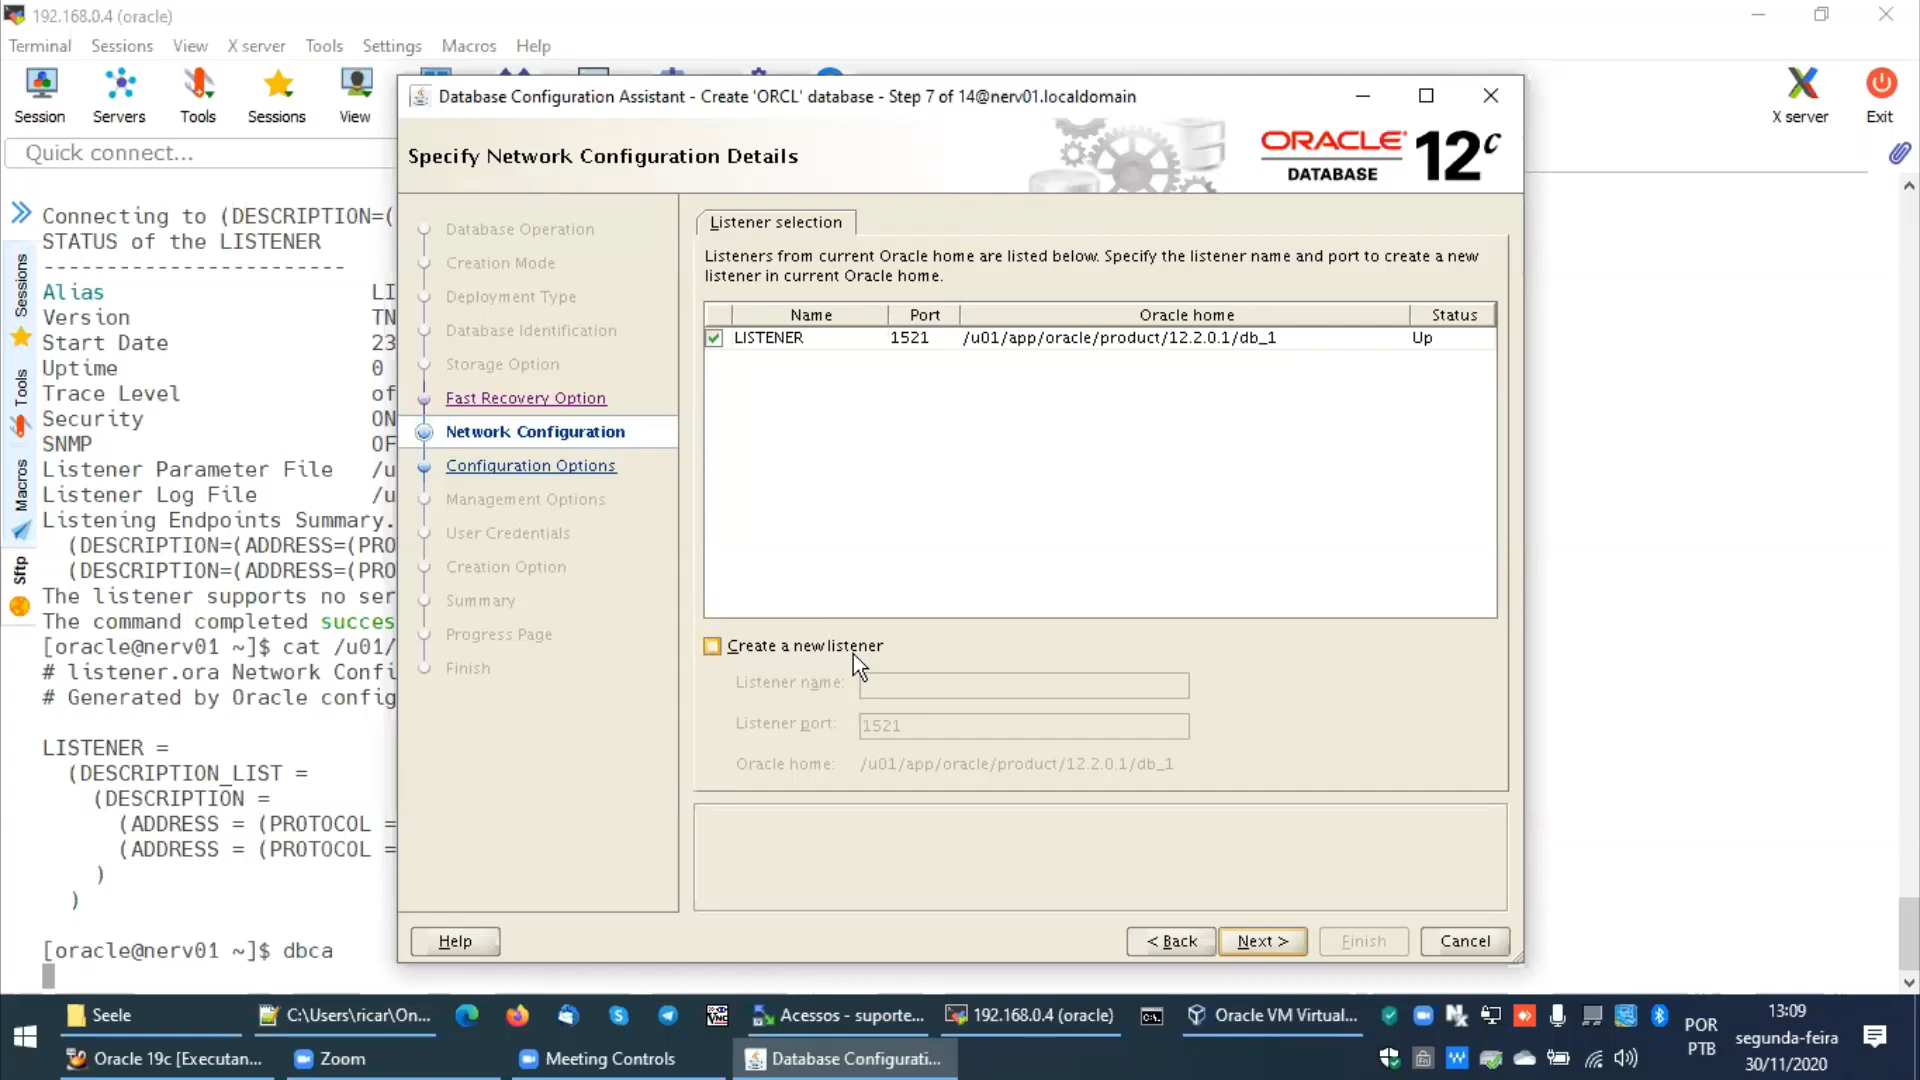 192.168.0.4 (oracle)
Terminal Sessions View X server Tools Settings Macros Help
Session Servers Tools Sessions View X server Exit
Quick connect...
Sessions
Tools
Macros
Sftp
Connecting to (DESCRIPTION=(
STATUS of the LISTENER
------------------------
Alias LI
Version TN
Start Date 23
Uptime 0
Trace Level of
Security ON
SNMP OF
Listener Parameter File /u
Listener Log File /u
Listening Endpoints Summary.
(DESCRIPTION=(ADDRESS=(PRO
(DESCRIPTION=(ADDRESS=(PRO
The listener supports no ser
The command completed succes
[oracle@nerv01 ~]$ cat /u01/
# listener.ora Network Confi
# Generated by Oracle config
LISTENER =
(DESCRIPTION_LIST =
(DESCRIPTION =
(ADDRESS = (PROTOCOL =
(ADDRESS = (PROTOCOL =
)
)
[oracle@nerv01 ~]$ dbca
Database Configuration Assistant - Create 'ORCL' database - Step 7 of 14@nerv01.localdomain
Specify Network Configuration Details
ORACLE
DATABASE
12c
Database Operation
Creation Mode
Deployment Type
Database Identification
Storage Option
Fast Recovery Option
Network Configuration
Configuration Options
Management Options
User Credentials
Creation Option
Summary
Progress Page
Finish
Listener selection
Listeners from current Oracle home are listed below. Specify the listener name and port to create a new
listener in current Oracle home.
Name Port Oracle home Status
LISTENER 1521 /u01/app/oracle/product/12.2.0.1/db_1 Up
Create a new listener
Listener name:
Listener port: 1521
Oracle home: /u01/app/oracle/product/12.2.0.1/db_1
Help < Back Next > Finish Cancel
Seele C:\Users\ricar\On... Acessos - suporte... 192.168.0.4 (oracle) Oracle VM Virtual...
Oracle 19c [Executan... Zoom Meeting Controls Database Configurati...
POR
PTB
13:09
segunda-feira
30/11/2020